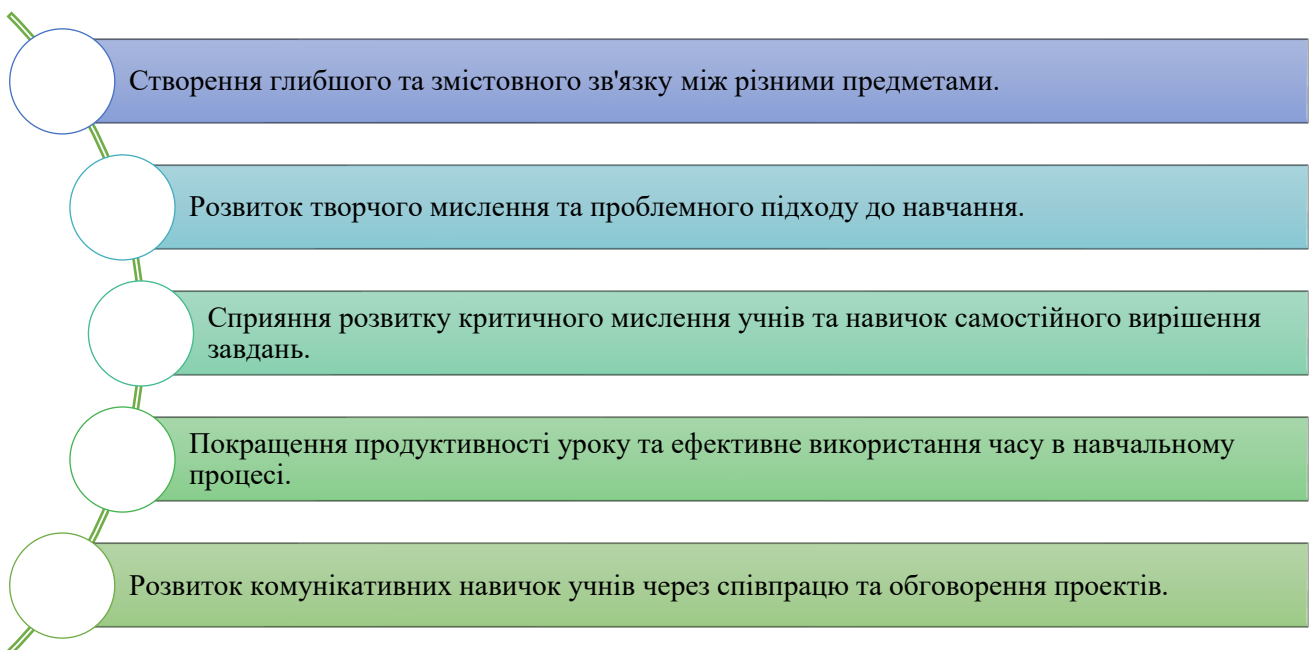 Створення глибшого та змістовного зв'язку між різними предметами.
Розвиток творчого мислення та проблемного підходу до навчання.
Сприяння розвитку критичного мислення учнів та навичок самостійного вирішення
завдань.
Покращення продуктивності уроку та ефективне використання часу в навчальному
процесі.
Розвиток комунікативних навичок учнів через співпрацю та обговорення проектів.